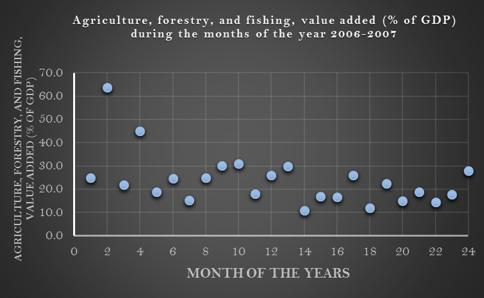 Agriculture, forestry, and fishing, value added (% of GDP)
during the months of the year 2006-2007
AGRICULTURE, FORESTRY, AND FISHING,
VALUE ADDED (% OF GDP)
70.0
60.0
50.0
40.0
30.0
20.0
10.0
0.0
0 2 4 6 8 10 12 14 16 18 20 22 24
MONTH OF THE YEARS